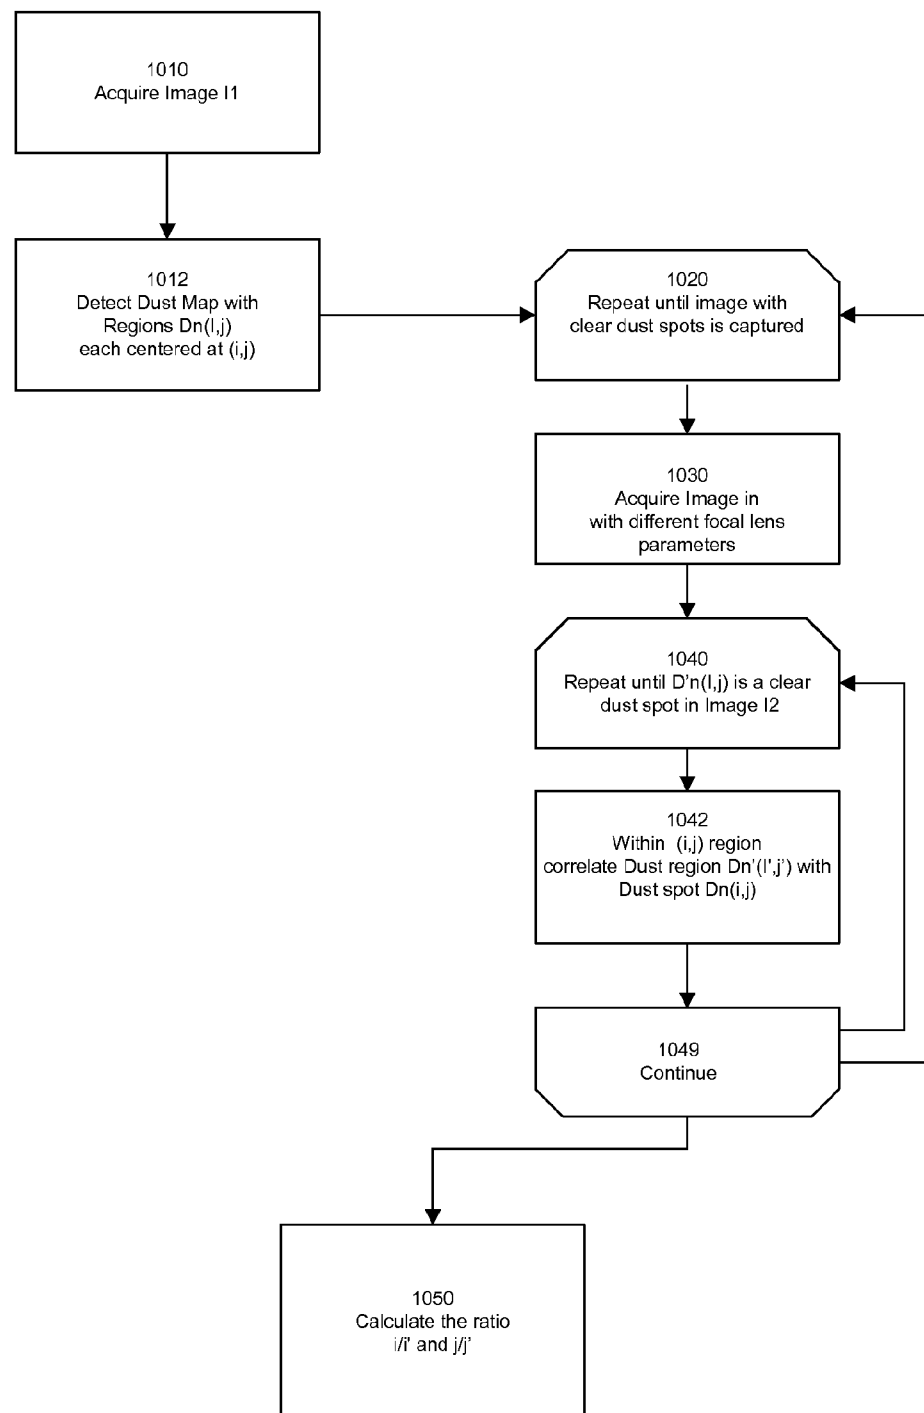 1010
Acquire Image I1
1012
Detect Dust Map with
Regions Dn(I,j)
each centered at (i,j)
1020
Repeat until image with
clear dust spots is captured
1030
Acquire Image in
with different focal lens
parameters
1040
Repeat until D'n(I,j) is a clear
dust spot in Image I2
1042
Within (i,j) region
correlate Dust region Dn'(I',j') with
Dust spot Dn(i,j)
1049
Continue
1050
Calculate the ratio
i/i' and j/j'